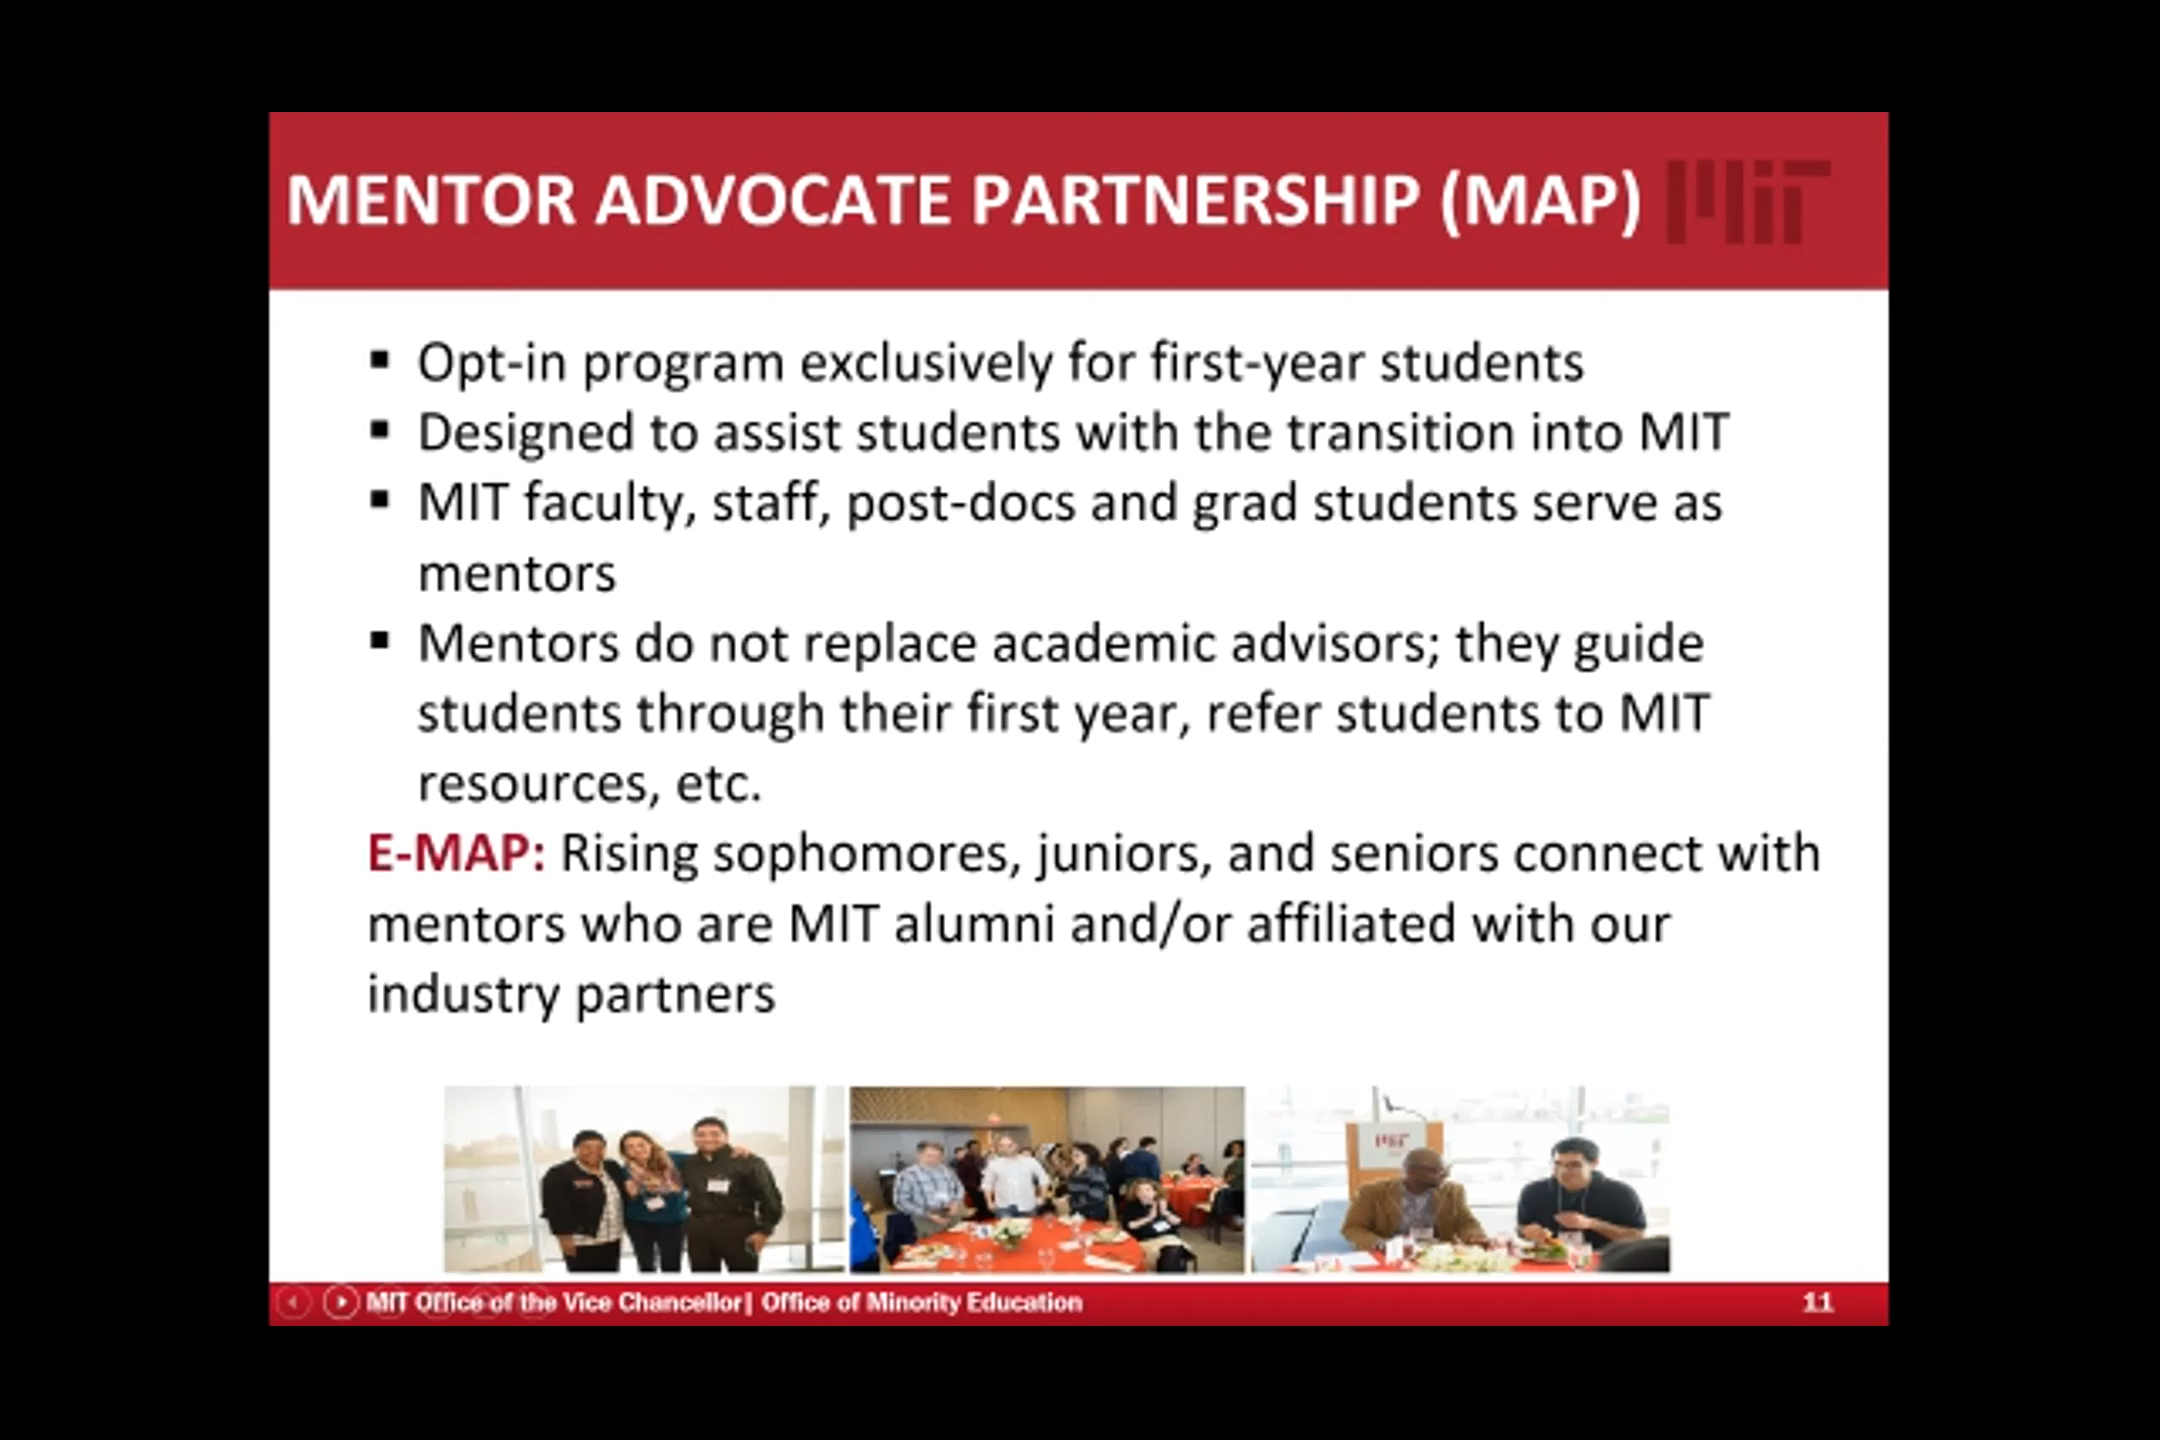 MENTOR ADVOCATE PARTNERSHIP (MAP) MIT
▪ Opt-in program exclusively for first-year students
▪ Designed to assist students with the transition into MIT
▪ MIT faculty, staff, post-docs and grad students serve as
mentors
▪ Mentors do not replace academic advisors; they guide
students through their first year, refer students to MIT
resources, etc.
E-MAP: Rising sophomores, juniors, and seniors connect with
mentors who are MIT alumni and/or affiliated with our
industry partners
MIT
MIT Office of the Vice Chancellor| Office of Minority Education 11